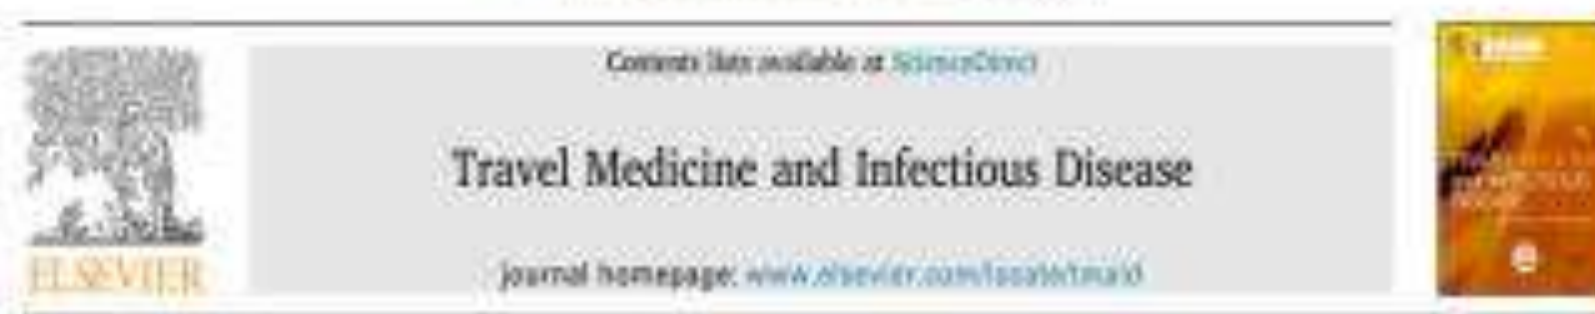 Contents lists available at ScienceDirect
Travel Medicine and Infectious Disease
journal homepage: www.elsevier.com/locate/tmaid
ELSEVIER